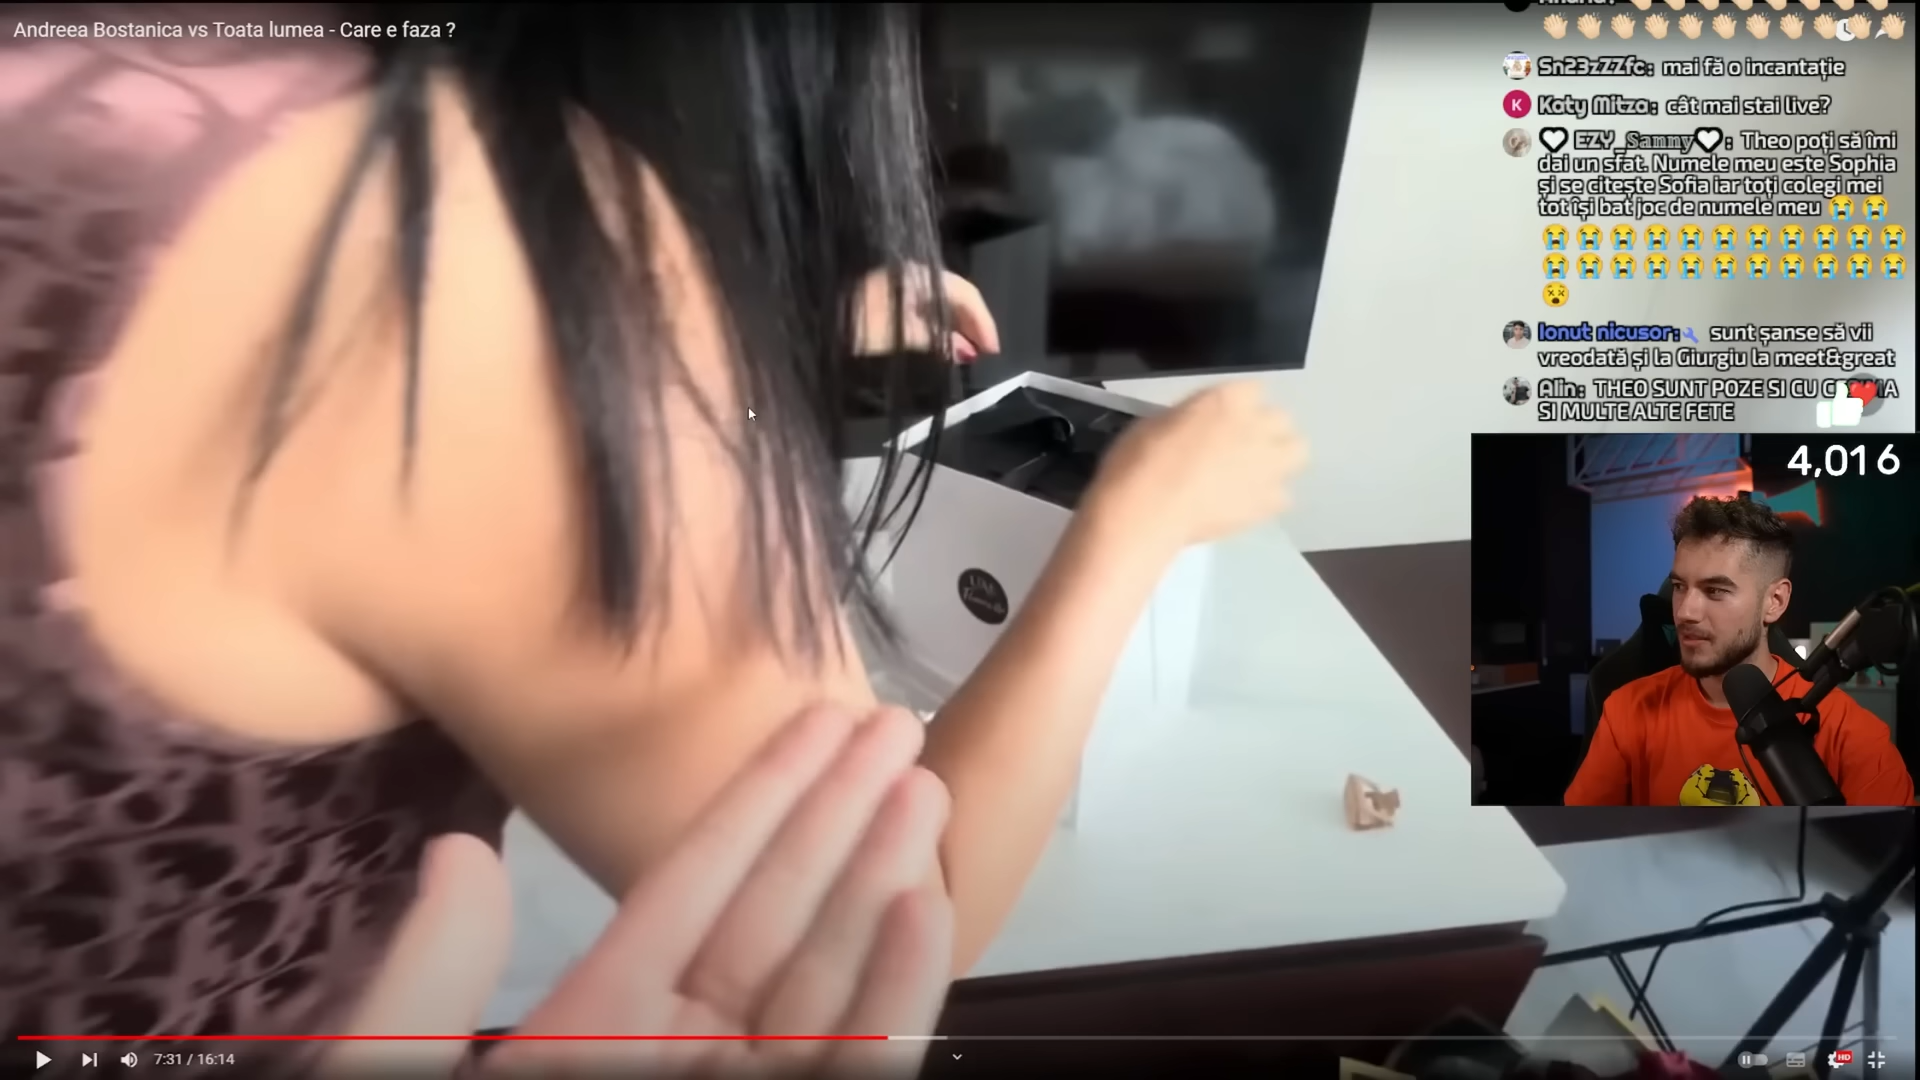 Andreea Bostanica vs Toata lumea - Care e faza ?
Sn23zZZfc: mai fă o incantație
Katy Mitza: cât mai stai live?
EZY_Sanny: Theo poți să îmi
dai un sfat. Numele meu este Sophia
și se citește Sofia iar toți colegi mei
tot își bat joc de numele meu
Ionut nicusor: sunt șanse să vii
vreodată și la Giurgiu la meet&great
Alin: THEO SUNT POZE SI CU
SI MULTE ALTE FETE
4,016
K
7:31 / 16:14
HD